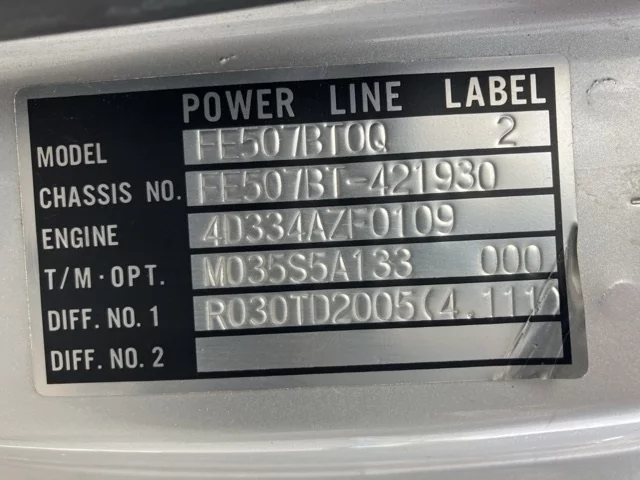 POWER LINE LABEL
MODEL FE507BT0Q 2
CHASSIS NO. FE507BT-421930
ENGINE 4D334AZF0109
T/M·OPT. M035S5A133 000
DIFF. NO. 1 R030TD2005(4.111)
DIFF. NO. 2